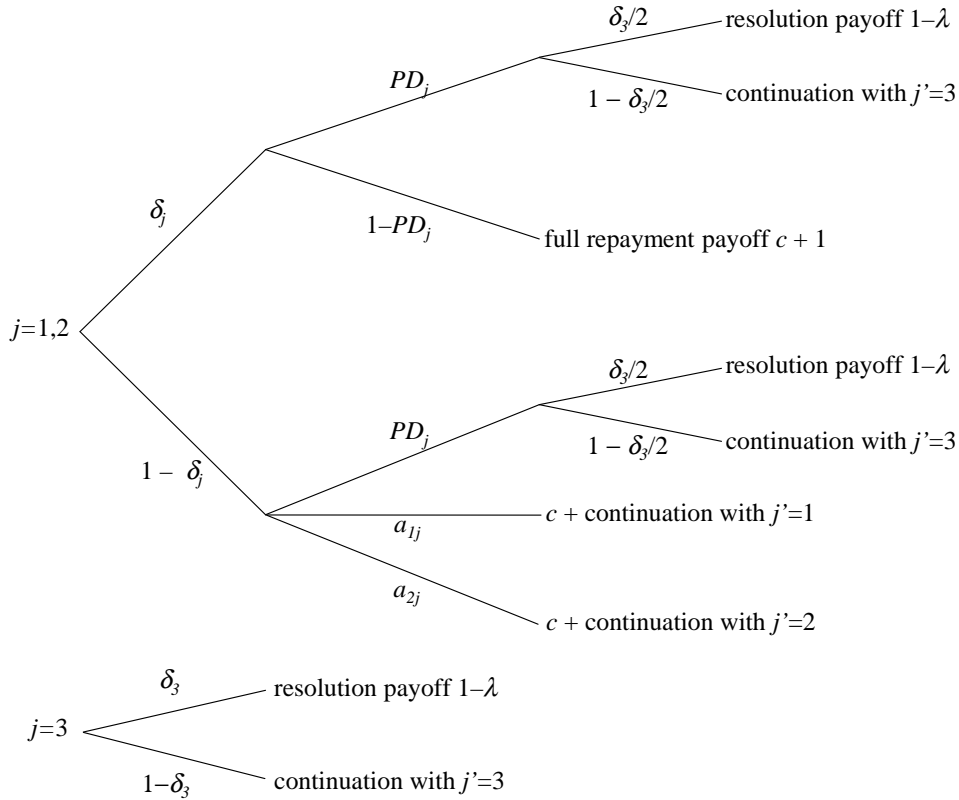 δ₃/2
resolution payoff 1–λ
PDⱼ
1 – δ₃/2
continuation with j’=3
δⱼ
1–PDⱼ
full repayment payoff c + 1
j=1,2
δ₃/2
resolution payoff 1–λ
PDⱼ
1 – δ₃/2
continuation with j’=3
1 – δⱼ
a₁ⱼ
c + continuation with j’=1
a₂ⱼ
c + continuation with j’=2
δ₃
resolution payoff 1–λ
j=3
1–δ₃
continuation with j’=3